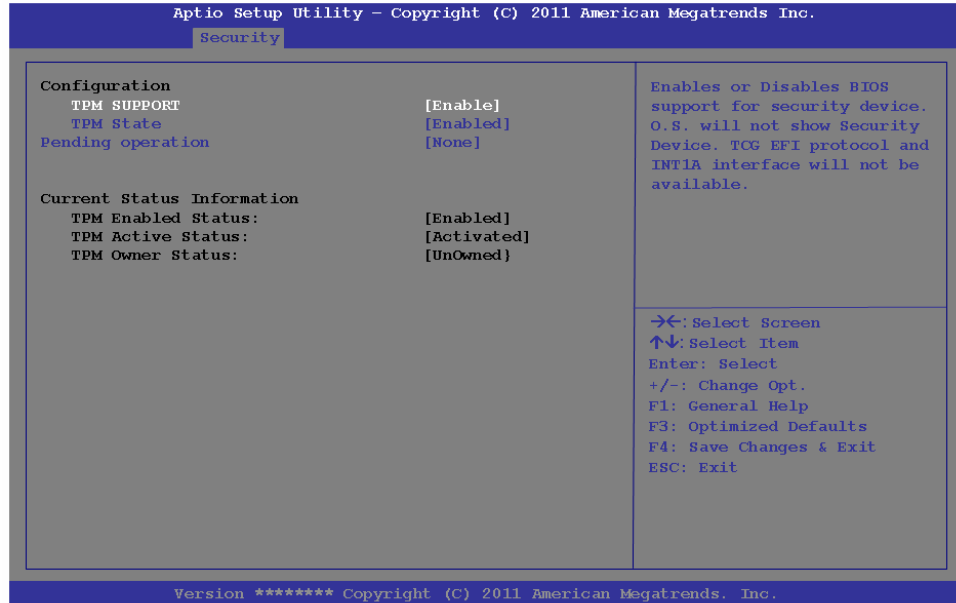 Aptio Setup Utility – Copyright (C) 2011 American Megatrends Inc.
Security
Configuration
TPM SUPPORT [Enable]
TPM State [Enabled]
Pending operation [None]
Current Status Information
TPM Enabled Status: [Enabled]
TPM Active Status: [Activated]
TPM Owner Status: [UnOwned}
Enables or Disables BIOS
support for security device.
O.S. will not show Security
Device. TCG EFI protocol and
INT1A interface will not be
available.
→←:Select Screen
↑↓:Select Item
Enter: Select
+/-: Change Opt.
F1: General Help
F3: Optimized Defaults
F4: Save Changes & Exit
ESC: Exit
Version ******** Copyright (C) 2011 American Megatrends. Inc.